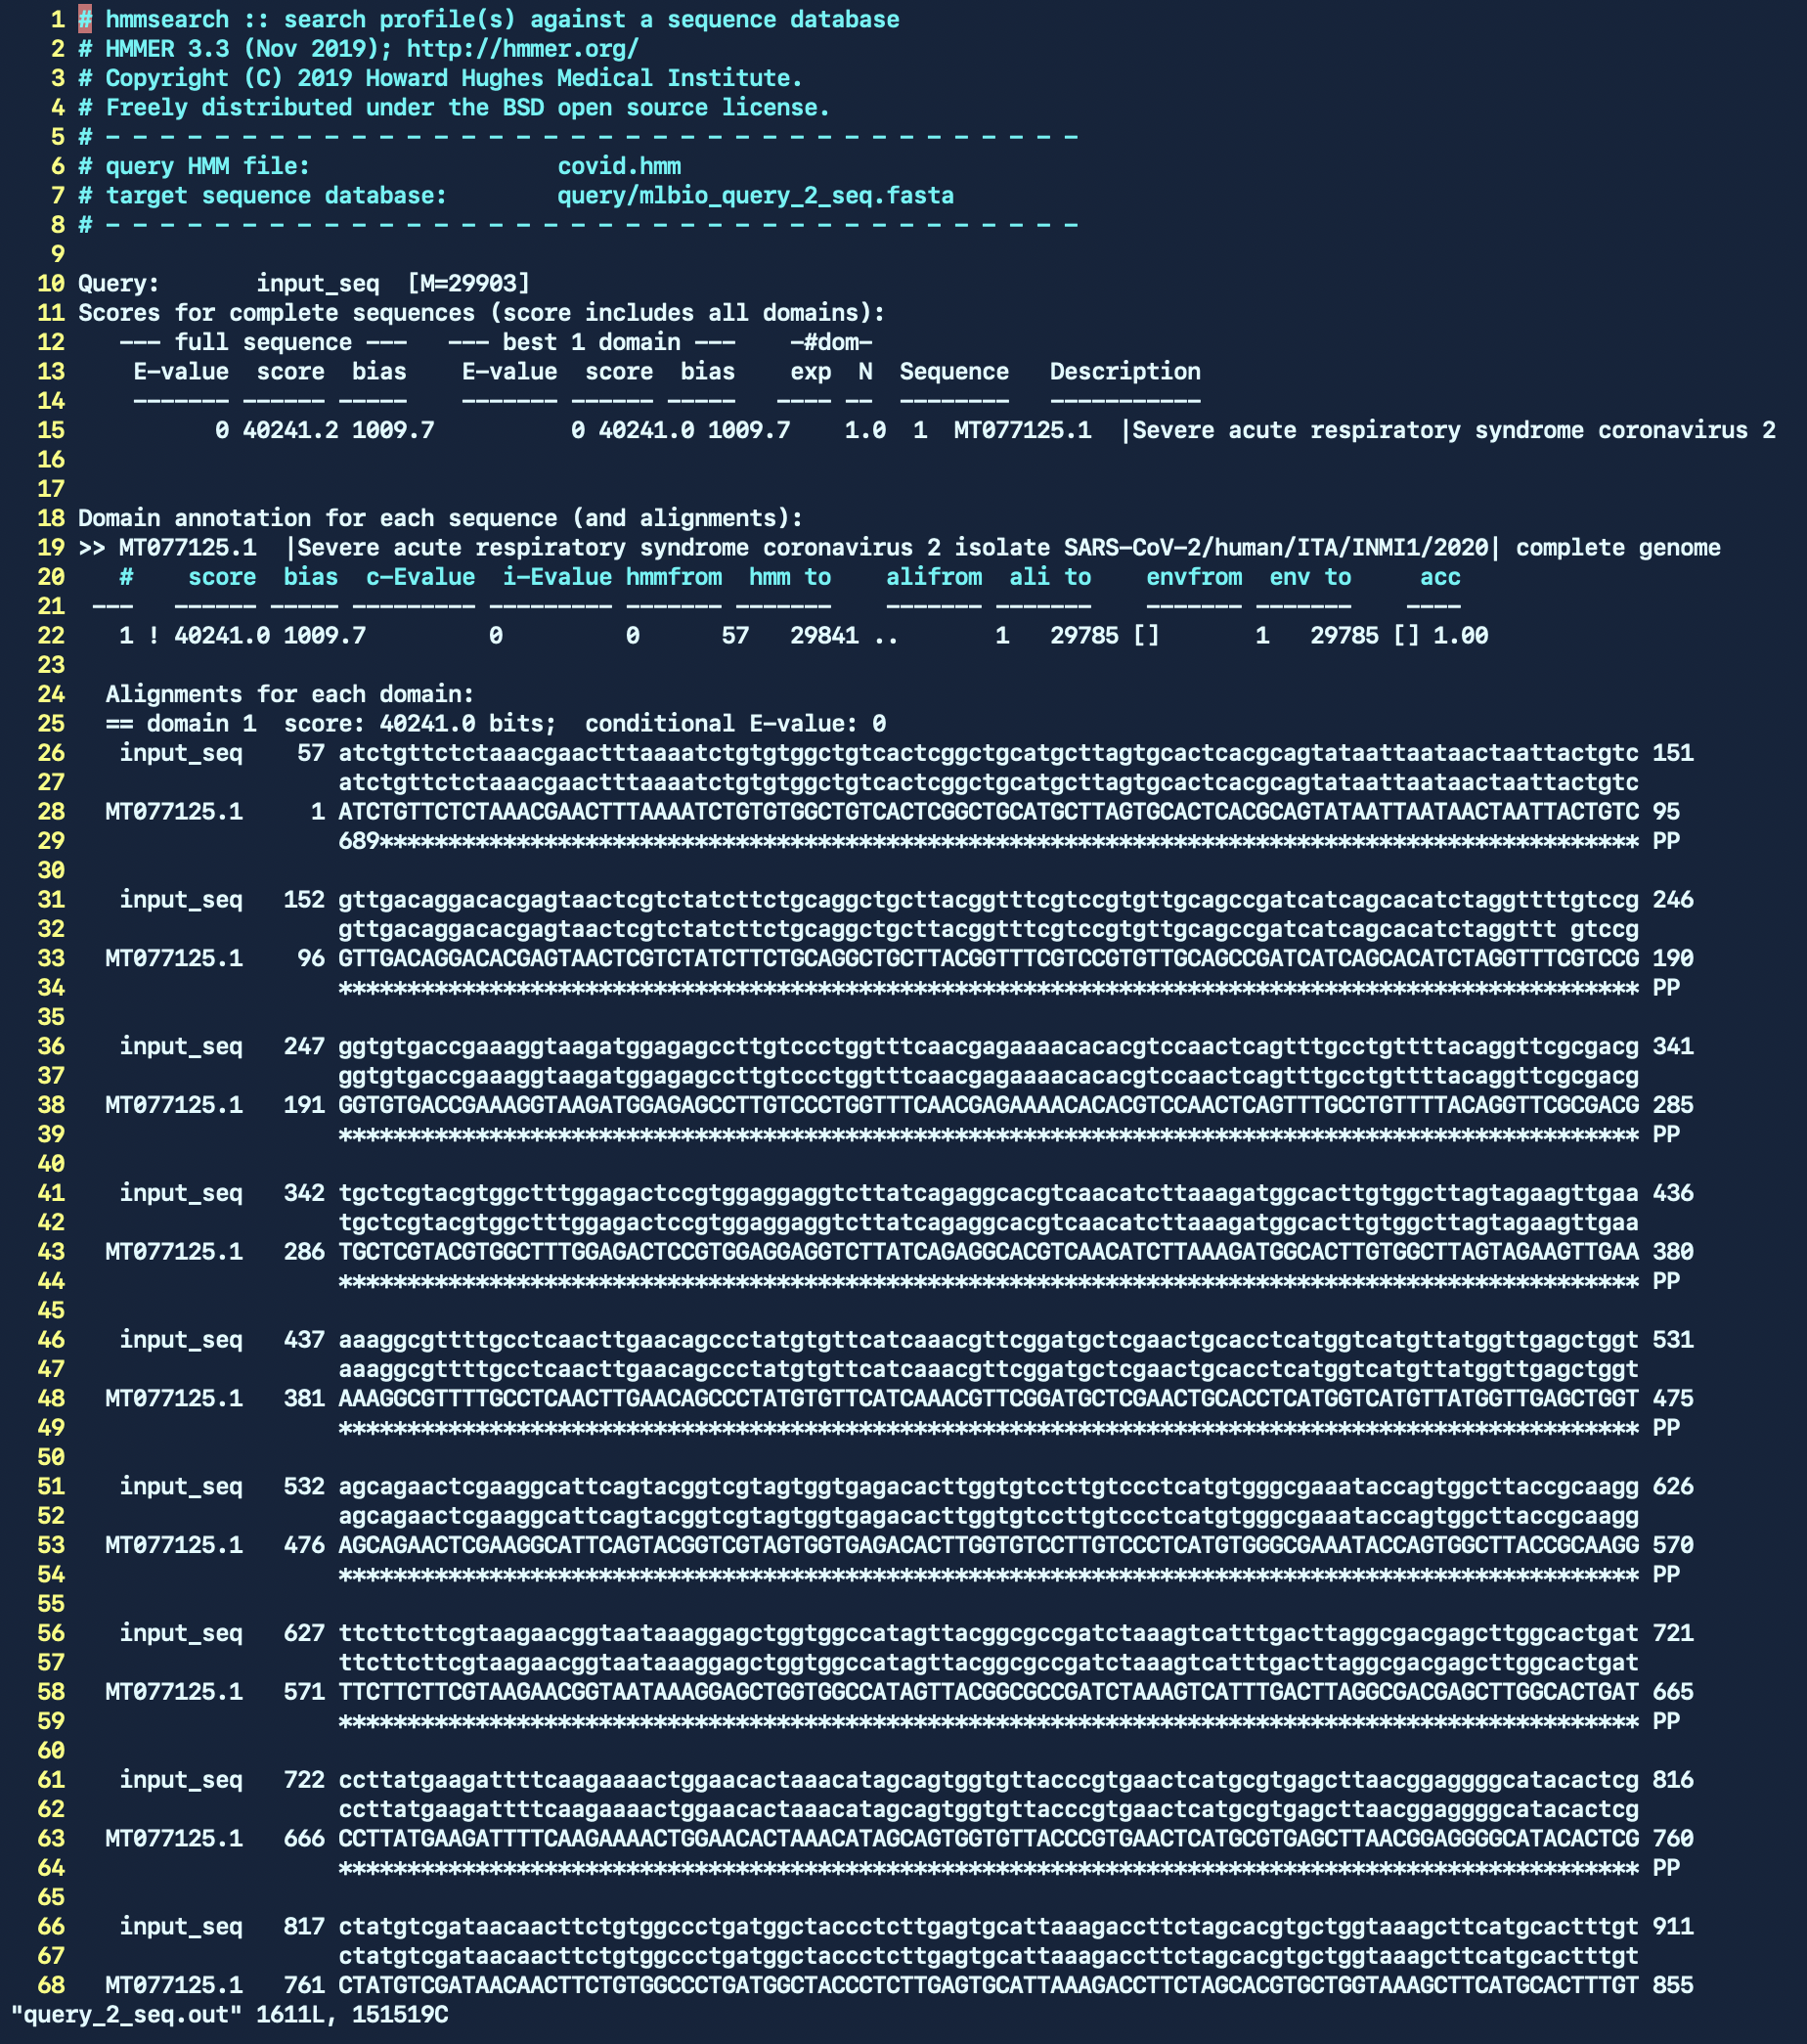 1 # hmmsearch :: search profile(s) against a sequence database
2 # HMMER 3.3 (Nov 2019); http://hmmer.org/
3 # Copyright (C) 2019 Howard Hughes Medical Institute.
4 # Freely distributed under the BSD open source license.
5 # - - - - - - - - - - - - - - - - - - - - - - - - - - - - - - - - - - - -
6 # query HMM file:                  covid.hmm
7 # target sequence database:        query/mlbio_query_2_seq.fasta
8 # - - - - - - - - - - - - - - - - - - - - - - - - - - - - - - - - - - - -
9
10 Query:       input_seq  [M=29903]
11 Scores for complete sequences (score includes all domains):
12    --- full sequence ---   --- best 1 domain ---    -#dom-
13     E-value  score  bias    E-value  score  bias    exp  N  Sequence   Description
14     ------- ------ -----    ------- ------ -----   ---- --  --------   -----------
15           0 40241.2 1009.7          0 40241.0 1009.7    1.0  1  MT077125.1  |Severe acute respiratory syndrome coronavirus 2
16
17
18 Domain annotation for each sequence (and alignments):
19 >> MT077125.1  |Severe acute respiratory syndrome coronavirus 2 isolate SARS-CoV-2/human/ITA/INMI1/2020| complete genome
20    #    score  bias  c-Evalue  i-Evalue hmmfrom  hmm to    alifrom  ali to    envfrom  env to     acc
21  ---   ------ ----- --------- --------- ------- -------    ------- -------    ------- -------    ----
22    1 ! 40241.0 1009.7         0         0      57   29841 ..       1   29785 []       1   29785 [] 1.00
23
24   Alignments for each domain:
25   == domain 1  score: 40241.0 bits;  conditional E-value: 0
26    input_seq    57 atctgttctctaaacgaactttaaaatctgtgtggctgtcactcggctgcatgcttagtgcactcacgcagtataattaataactaattactgtc 151
27                    atctgttctctaaacgaactttaaaatctgtgtggctgtcactcggctgcatgcttagtgcactcacgcagtataattaataactaattactgtc
28   MT077125.1     1 ATCTGTTCTCTAAACGAACTTTAAAATCTGTGTGGCTGTCACTCGGCTGCATGCTTAGTGCACTCACGCAGTATAATTAATAACTAATTACTGTC 95
29                    689******************************************************************************************** PP
30
31    input_seq   152 gttgacaggacacgagtaactcgtctatcttctgcaggctgcttacggtttcgtccgtgttgcagccgatcatcagcacatctaggttttgtccg 246
32                    gttgacaggacacgagtaactcgtctatcttctgcaggctgcttacggtttcgtccgtgttgcagccgatcatcagcacatctaggttt gtccg
33   MT077125.1    96 GTTGACAGGACACGAGTAACTCGTCTATCTTCTGCAGGCTGCTTACGGTTTCGTCCGTGTTGCAGCCGATCATCAGCACATCTAGGTTTCGTCCG 190
34                    *********************************************************************************************** PP
35
36    input_seq   247 ggtgtgaccgaaaggtaagatggagagccttgtccctggtttcaacgagaaaacacacgtccaactcagtttgcctgttttacaggttcgcgacg 341
37                    ggtgtgaccgaaaggtaagatggagagccttgtccctggtttcaacgagaaaacacacgtccaactcagtttgcctgttttacaggttcgcgacg
38   MT077125.1   191 GGTGTGACCGAAAGGTAAGATGGAGAGCCTTGTCCCTGGTTTCAACGAGAAAACACACGTCCAACTCAGTTTGCCTGTTTTACAGGTTCGCGACG 285
39                    *********************************************************************************************** PP
40
41    input_seq   342 tgctcgtacgtggctttggagactccgtggaggaggtcttatcagaggcacgtcaacatcttaaagatggcacttgtggcttagtagaagttgaa 436
42                    tgctcgtacgtggctttggagactccgtggaggaggtcttatcagaggcacgtcaacatcttaaagatggcacttgtggcttagtagaagttgaa
43   MT077125.1   286 TGCTCGTACGTGGCTTTGGAGACTCCGTGGAGGAGGTCTTATCAGAGGCACGTCAACATCTTAAAGATGGCACTTGTGGCTTAGTAGAAGTTGAA 380
44                    *********************************************************************************************** PP
45
46    input_seq   437 aaaggcgttttgcctcaacttgaacagccctatgtgttcatcaaacgttcggatgctcgaactgcacctcatggtcatgttatggttgagctggt 531
47                    aaaggcgttttgcctcaacttgaacagccctatgtgttcatcaaacgttcggatgctcgaactgcacctcatggtcatgttatggttgagctggt
48   MT077125.1   381 AAAGGCGTTTTGCCTCAACTTGAACAGCCCTATGTGTTCATCAAACGTTCGGATGCTCGAACTGCACCTCATGGTCATGTTATGGTTGAGCTGGT 475
49                    *********************************************************************************************** PP
50
51    input_seq   532 agcagaactcgaaggcattcagtacggtcgtagtggtgagacacttggtgtccttgtccctcatgtgggcgaaataccagtggcttaccgcaagg 626
52                    agcagaactcgaaggcattcagtacggtcgtagtggtgagacacttggtgtccttgtccctcatgtgggcgaaataccagtggcttaccgcaagg
53   MT077125.1   476 AGCAGAACTCGAAGGCATTCAGTACGGTCGTAGTGGTGAGACACTTGGTGTCCTTGTCCCTCATGTGGGCGAAATACCAGTGGCTTACCGCAAGG 570
54                    *********************************************************************************************** PP
55
56    input_seq   627 ttcttcttcgtaagaacggtaataaaggagctggtggccatagttacggcgccgatctaaagtcatttgacttaggcgacgagcttggcactgat 721
57                    ttcttcttcgtaagaacggtaataaaggagctggtggccatagttacggcgccgatctaaagtcatttgacttaggcgacgagcttggcactgat
58   MT077125.1   571 TTCTTCTTCGTAAGAACGGTAATAAAGGAGCTGGTGGCCATAGTTACGGCGCCGATCTAAAGTCATTTGACTTAGGCGACGAGCTTGGCACTGAT 665
59                    *********************************************************************************************** PP
60
61    input_seq   722 ccttatgaagattttcaagaaaactggaacactaaacatagcagtggtgttacccgtgaactcatgcgtgagcttaacggaggggcatacactcg 816
62                    ccttatgaagattttcaagaaaactggaacactaaacatagcagtggtgttacccgtgaactcatgcgtgagcttaacggaggggcatacactcg
63   MT077125.1   666 CCTTATGAAGATTTTCAAGAAAACTGGAACACTAAACATAGCAGTGGTGTTACCCGTGAACTCATGCGTGAGCTTAACGGAGGGGCATACACTCG 760
64                    *********************************************************************************************** PP
65
66    input_seq   817 ctatgtcgataacaacttctgtggccctgatggctaccctcttgagtgcattaaagaccttctagcacgtgctggtaaagcttcatgcactttgt 911
67                    ctatgtcgataacaacttctgtggccctgatggctaccctcttgagtgcattaaagaccttctagcacgtgctggtaaagcttcatgcactttgt
68   MT077125.1   761 CTATGTCGATAACAACTTCTGTGGCCCTGATGGCTACCCTCTTGAGTGCATTAAAGACCTTCTAGCACGTGCTGGTAAAGCTTCATGCACTTTGT 855
"query_2_seq.out" 1611L, 151519C